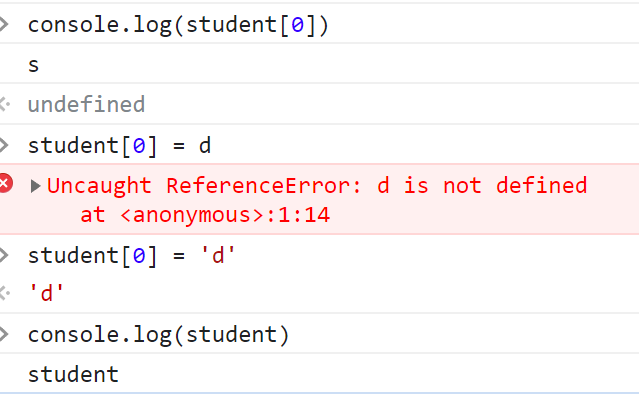 console.log(student[0])
s
undefined
student[0] = d
Uncaught ReferenceError: d is not defined
at <anonymous>:1:14
student[0] = 'd'
'd'
console.log(student)
student